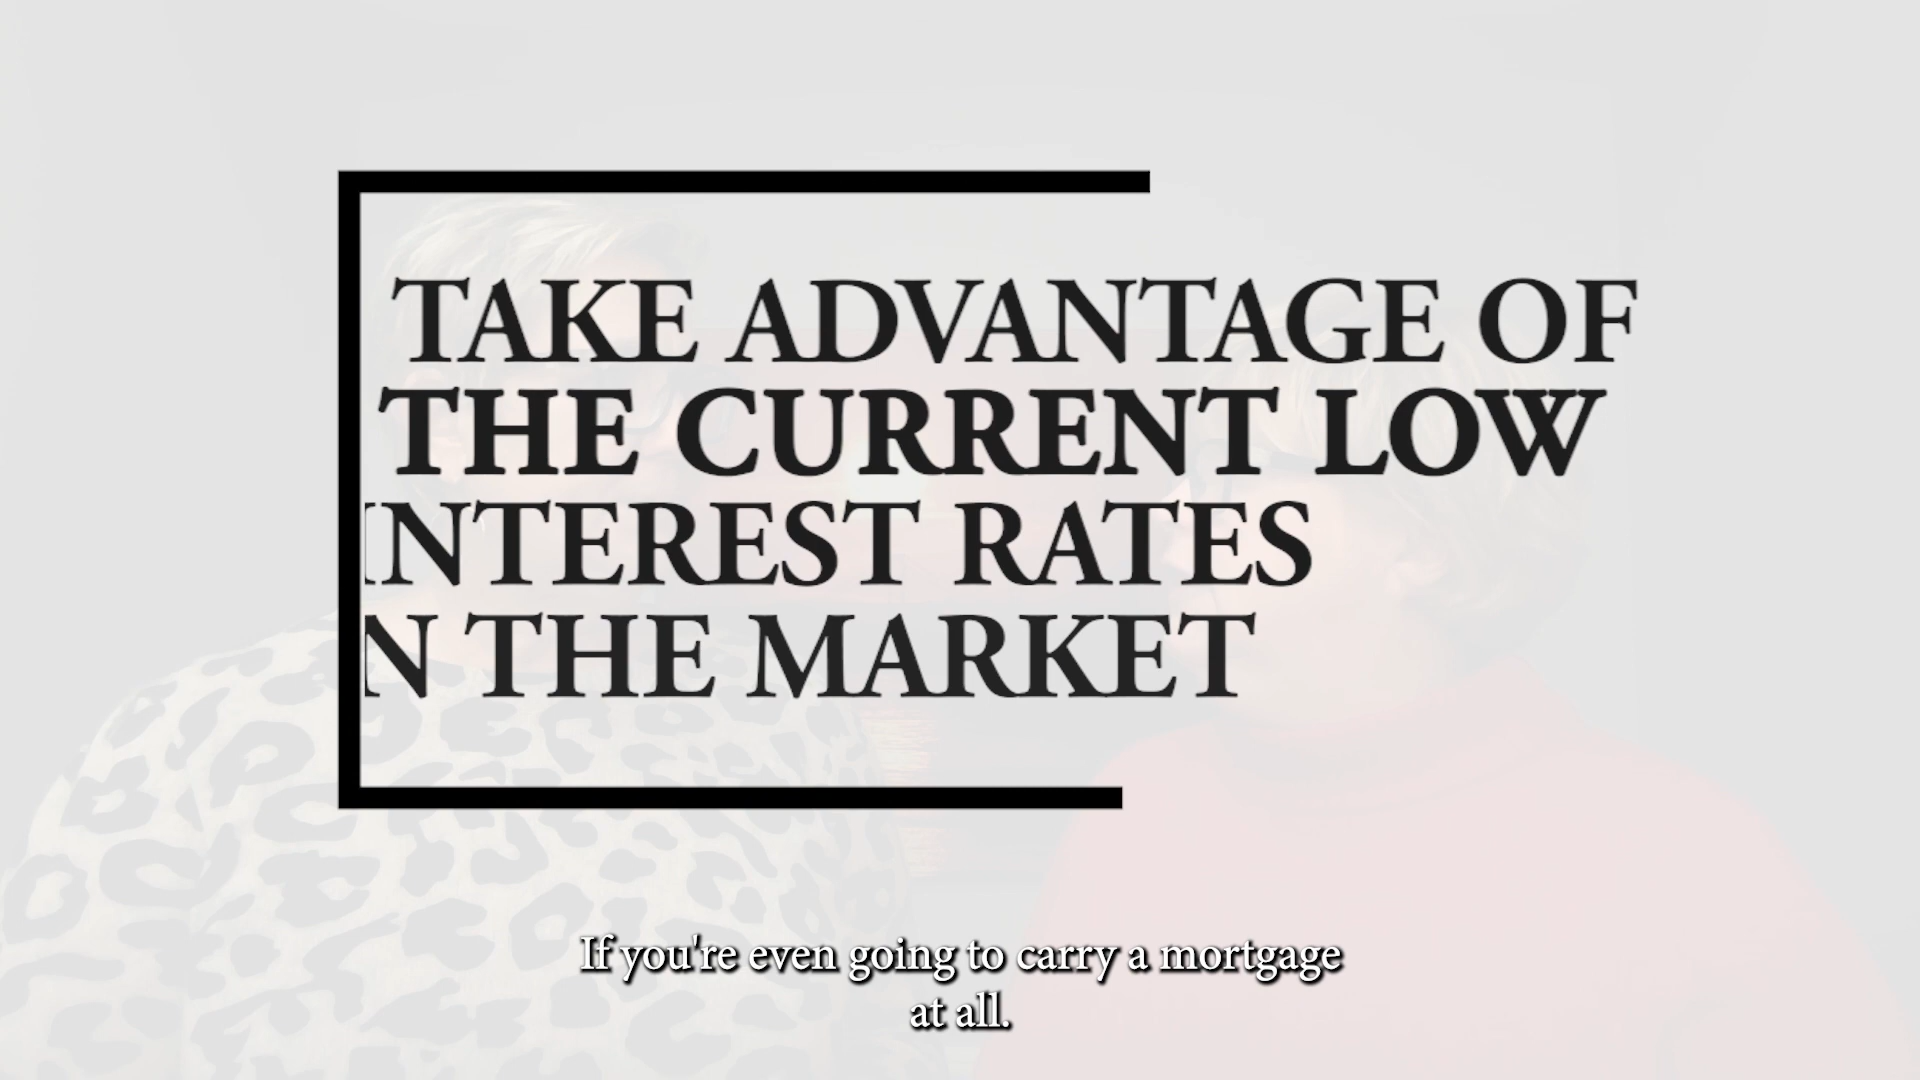 TAKE ADVANTAGE OF
THE CURRENT LOW
INTEREST RATES
N THE MARKET
If you're even going to carry a mortgage
at all.